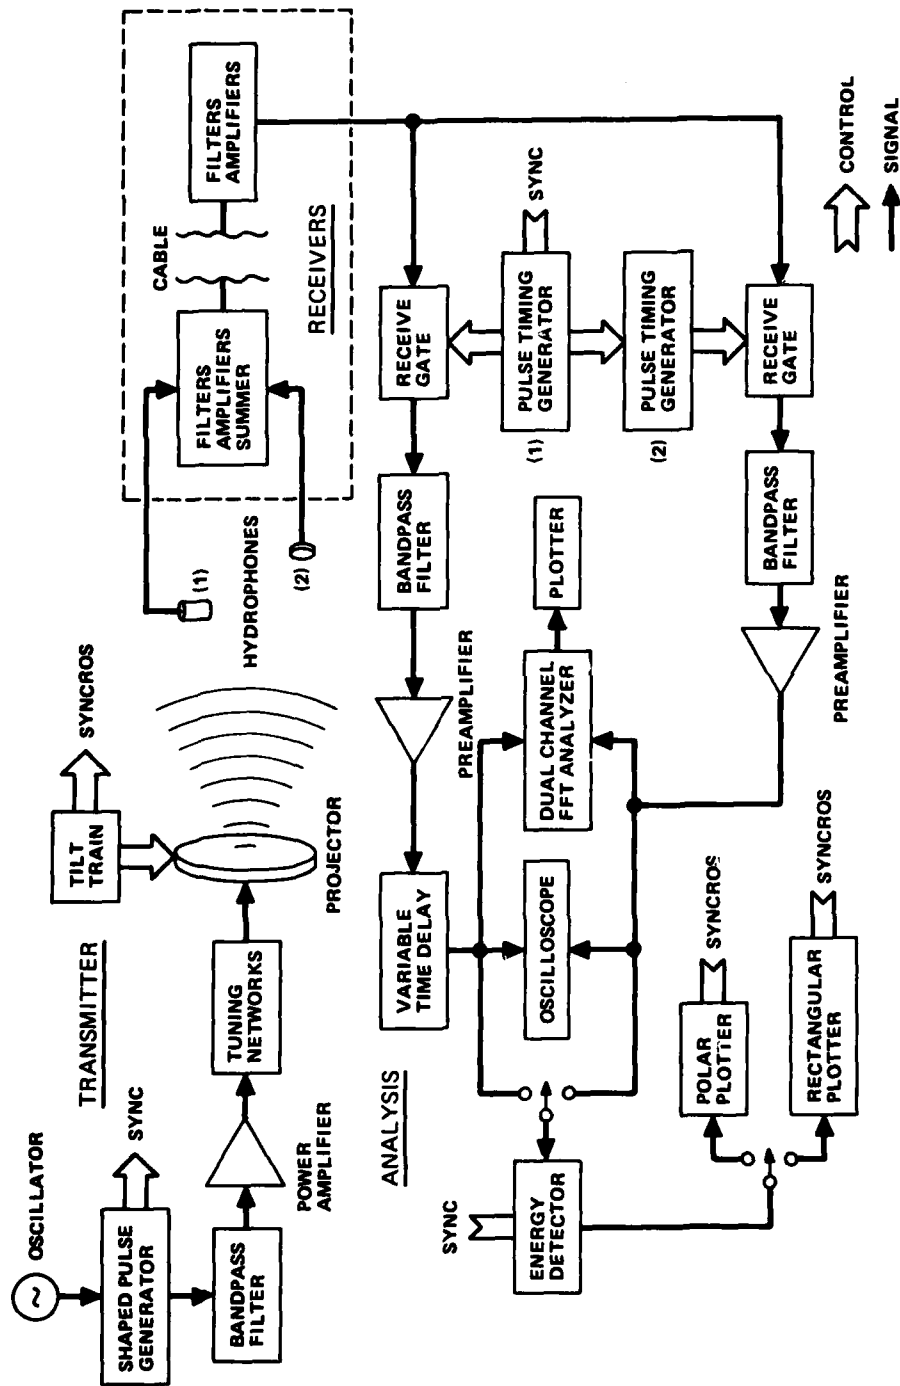 OSCILLATOR
~
SHAPED PULSE
GENERATOR
SYNC
BANDPASS
FILTER
POWER
AMPLIFIER
TRANSMITTER
TUNING
NETWORKS
TILT
TRAIN
SYNCROS
PROJECTOR
HYDROPHONES
(1)
(2)
FILTERS
AMPLIFIERS
SUMMER
CABLE
FILTERS
AMPLIFIERS
RECEIVERS
ANALYSIS
VARIABLE
TIME DELAY
PREAMPLIFIER
BANDPASS
FILTER
RECEIVE
GATE
SYNC
ENERGY
DETECTOR
OSCILLOSCOPE
DUAL CHANNEL
FFT ANALYZER
PLOTTER
(1)
PULSE TIMING
GENERATOR
SYNC
(2)
PULSE TIMING
GENERATOR
POLAR
PLOTTER
SYNCROS
RECTANGULAR
PLOTTER
SYNCROS
PREAMPLIFIER
BANDPASS
FILTER
RECEIVE
GATE
CONTROL
SIGNAL